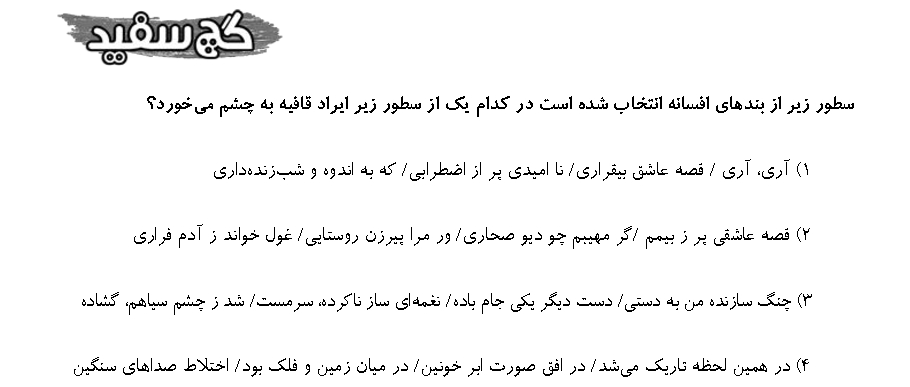 گچ سفید
سطور زیر از بندهای افسانه انتخاب شده است در کدام یک از سطور زیر ایراد قافیه به چشم می‌خورد؟
۱) آری، آری / قصه عاشق بیقراری/ نا امیدی پر از اضطرابی/ که به اندوه و شب‌زنده‌داری
۲) قصه عاشقی پر ز بیمم /گر مهیبم چو دیو صحاری/ ور مرا پیرزن روستایی/ غول خواند ز آدم فراری
۳) چنگ سازنده من به دستی/ دست دیگر یکی جام باده/ نغمه‌ای ساز ناکرده، سرمست/ شد ز چشم سیاهم، گشاده
۴) در همین لحظه تاریک می‌شد/ در افق صورت ابر خونین/ در میان زمین و فلک بود/ اختلاط صداهای سنگین